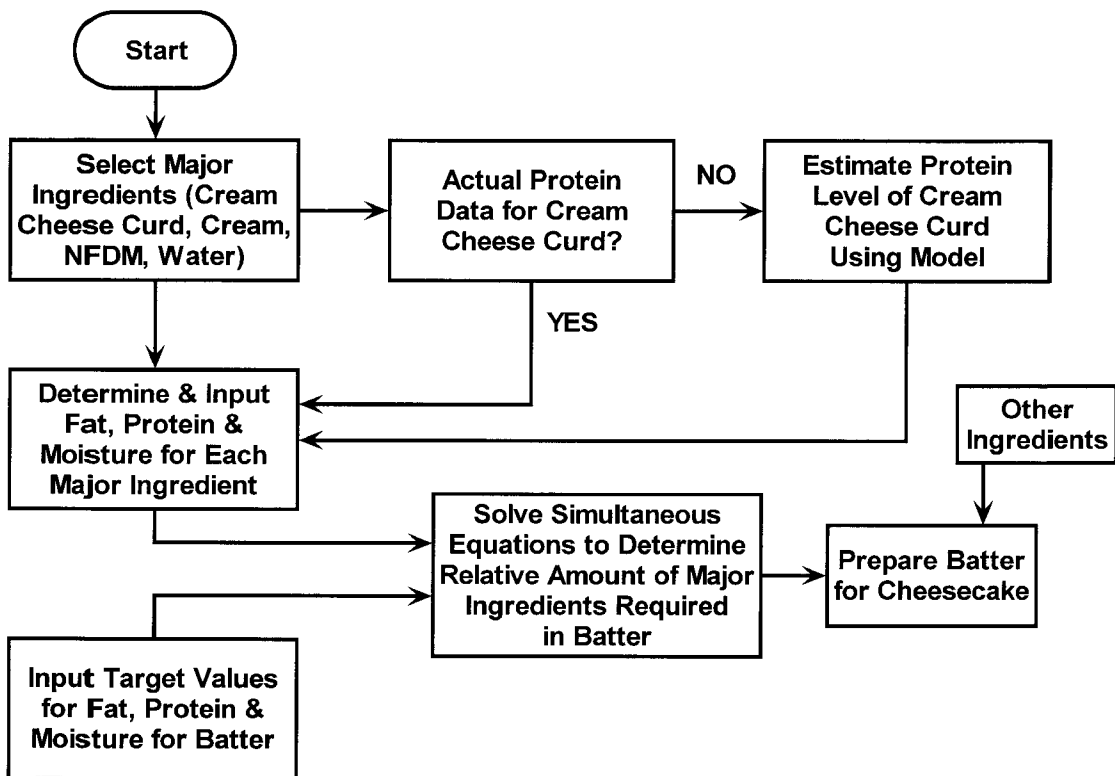 Start
Select Major
Ingredients (Cream
Cheese Curd, Cream,
NFDM, Water)
Actual Protein
Data for Cream
Cheese Curd?
NO
Estimate Protein
Level of Cream
Cheese Curd
Using Model
YES
Determine & Input
Fat, Protein &
Moisture for Each
Major Ingredient
Other
Ingredients
Solve Simultaneous
Equations to Determine
Relative Amount of Major
Ingredients Required
in Batter
Prepare Batter
for Cheesecake
Input Target Values
for Fat, Protein &
Moisture for Batter